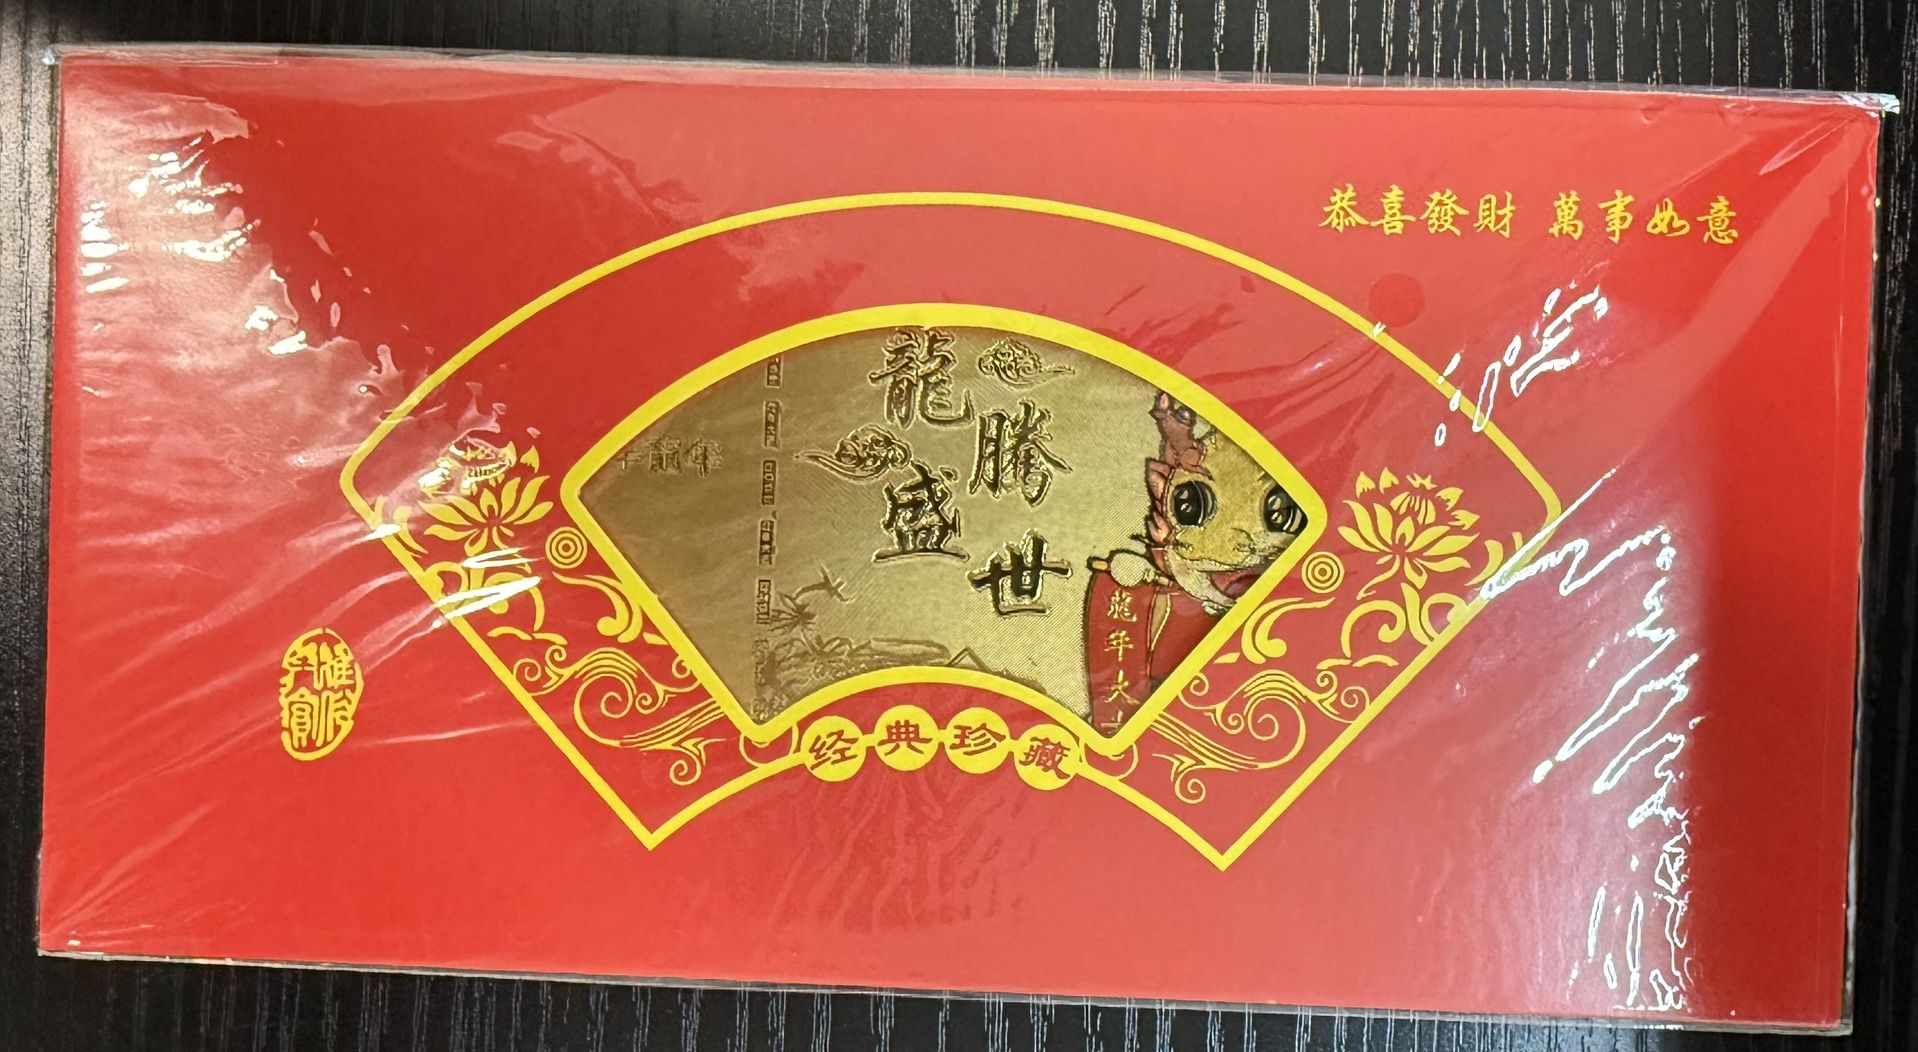 恭喜發財 萬事如意
龍騰盛世
龍年大
经典珍藏